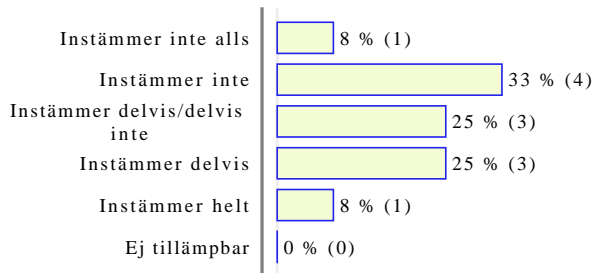 Instämmer inte alls 8 % (1)
Instämmer inte 33 % (4)
Instämmer delvis/delvis
inte 25 % (3)
Instämmer delvis 25 % (3)
Instämmer helt 8 % (1)
Ej tillämpbar 0 % (0)